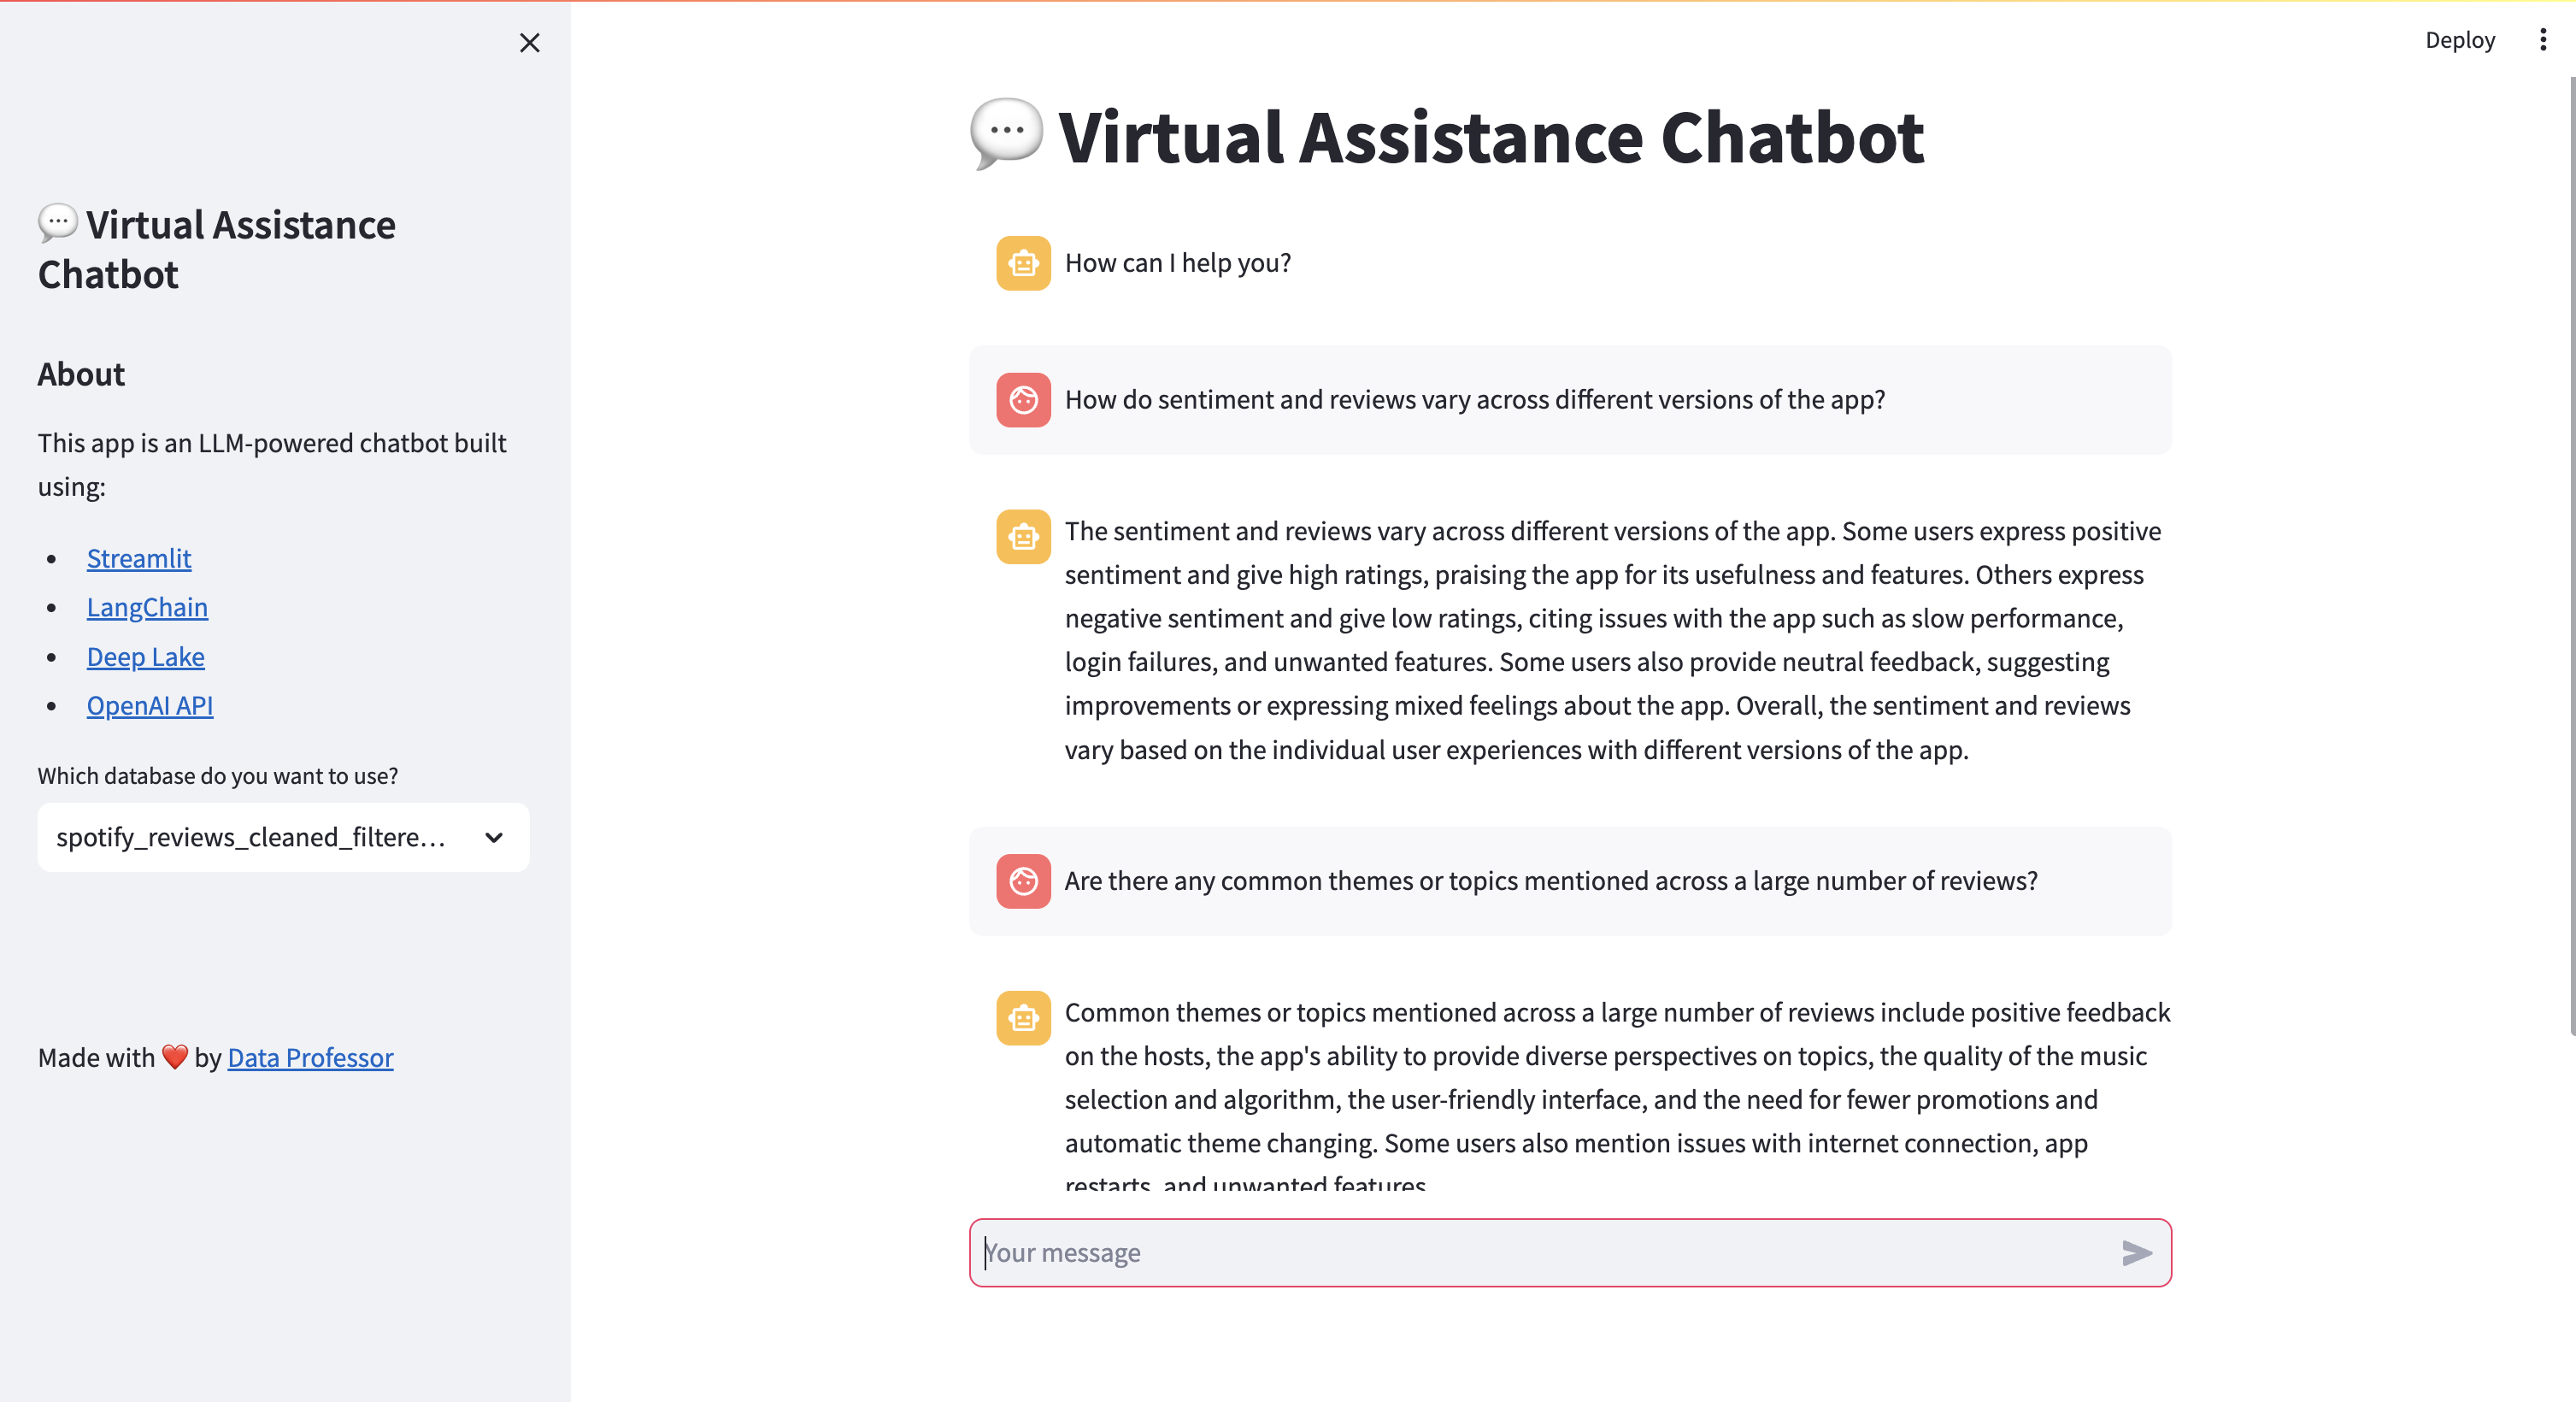 Deploy
💬 Virtual Assistance Chatbot
💬 Virtual Assistance
Chatbot
About
This app is an LLM-powered chatbot built
using:
• Streamlit
• LangChain
• Deep Lake
• OpenAI API
Which database do you want to use?
spotify_reviews_cleaned_filtere...
Made with ❤️ by Data Professor
How can I help you?
How do sentiment and reviews vary across different versions of the app?
The sentiment and reviews vary across different versions of the app. Some users express positive
sentiment and give high ratings, praising the app for its usefulness and features. Others express
negative sentiment and give low ratings, citing issues with the app such as slow performance,
login failures, and unwanted features. Some users also provide neutral feedback, suggesting
improvements or expressing mixed feelings about the app. Overall, the sentiment and reviews
vary based on the individual user experiences with different versions of the app.
Are there any common themes or topics mentioned across a large number of reviews?
Common themes or topics mentioned across a large number of reviews include positive feedback
on the hosts, the app's ability to provide diverse perspectives on topics, the quality of the music
selection and algorithm, the user-friendly interface, and the need for fewer promotions and
automatic theme changing. Some users also mention issues with internet connection, app
restarts, and unwanted features.
Your message